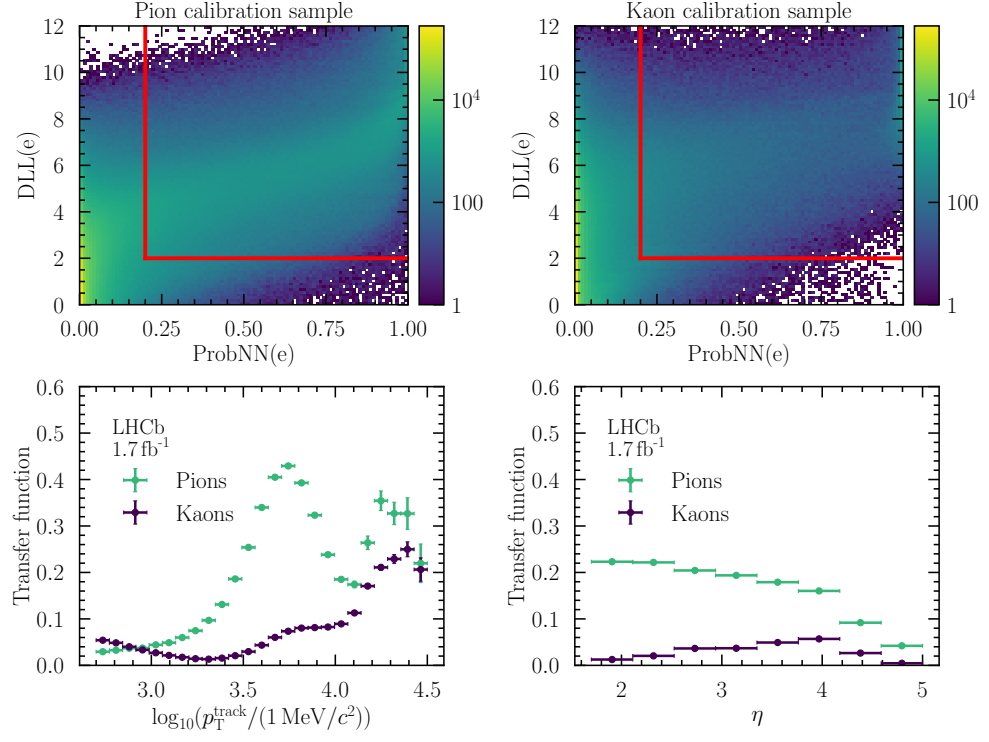 Pion calibration sample
12
10
8
6
4
2
0
DLL(e)
0.00 0.25 0.50 0.75 1.00
ProbNN(e)
10⁴
100
1
Kaon calibration sample
12
10
8
6
4
2
0
DLL(e)
0.00 0.25 0.50 0.75 1.00
ProbNN(e)
10⁴
100
1
0.6
0.5
0.4
0.3
0.2
0.1
0.0
Transfer function
LHCb
1.7 fb⁻¹
Pions
Kaons
3.0 3.5 4.0 4.5
log₁₀(p_T^track/(1 MeV/c²))
0.6
0.5
0.4
0.3
0.2
0.1
0.0
Transfer function
LHCb
1.7 fb⁻¹
Pions
Kaons
2 3 4 5
η